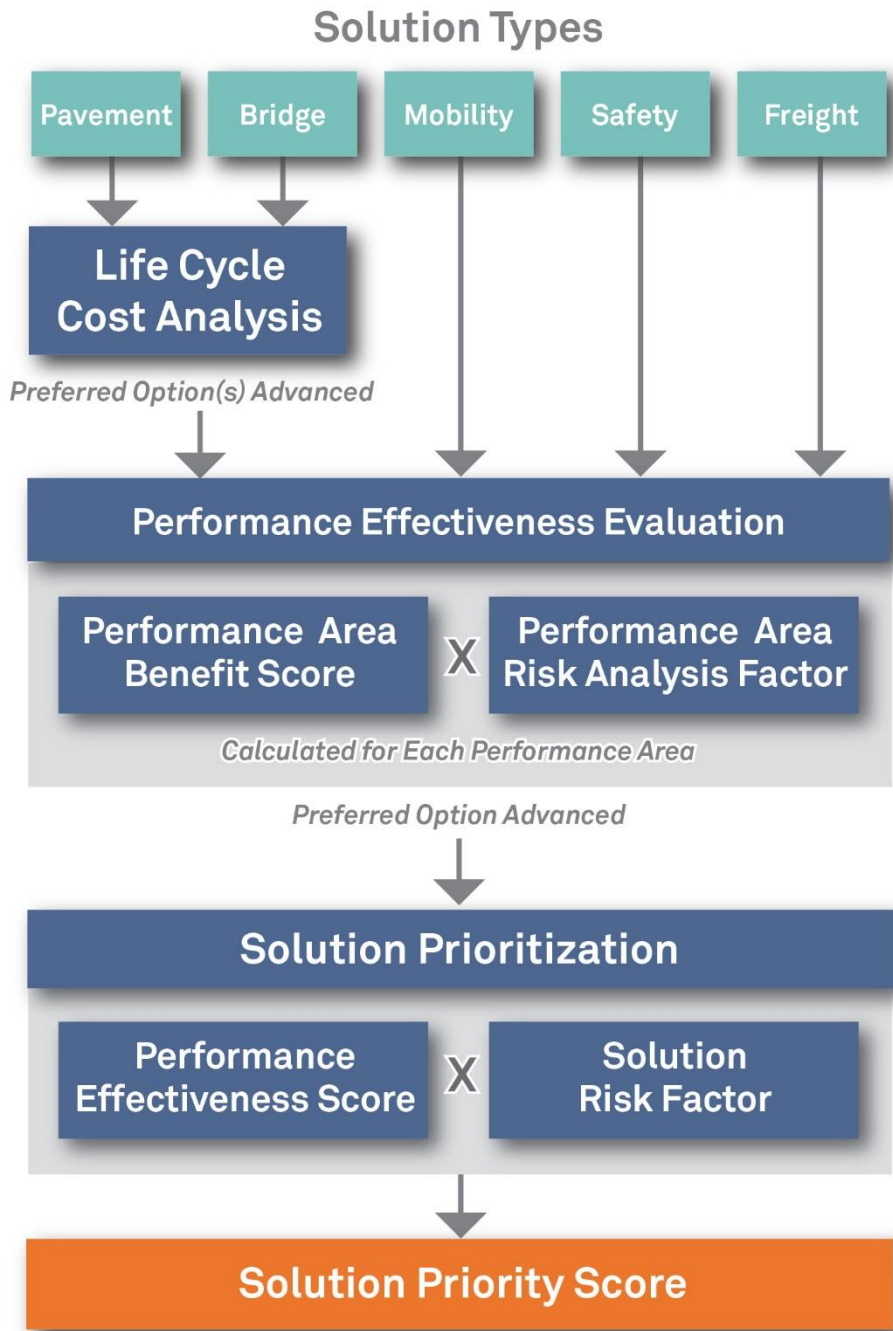 Solution Types
Pavement
Bridge
Mobility
Safety
Freight
Life Cycle
Cost Analysis
Preferred Option(s) Advanced
Performance Effectiveness Evaluation
Performance Area
Benefit Score
X
Performance Area
Risk Analysis Factor
Calculated for Each Performance Area
Preferred Option Advanced
Solution Prioritization
Performance
Effectiveness Score
X
Solution
Risk Factor
Solution Priority Score